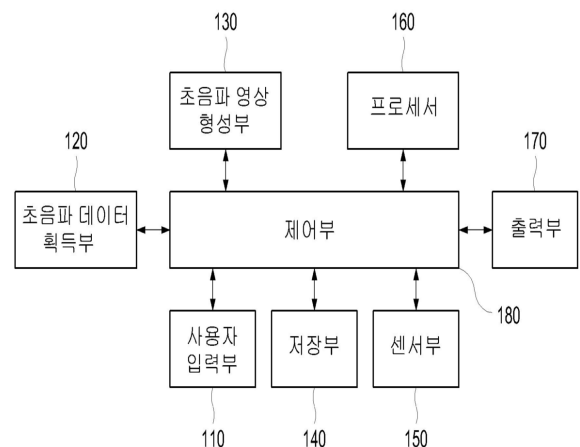 130
160
초음파 영상
형성부
프로세서
120
170
초음파 데이터
획득부
제어부
출력부
180
사용자
입력부
저장부
센서부
110
140
150